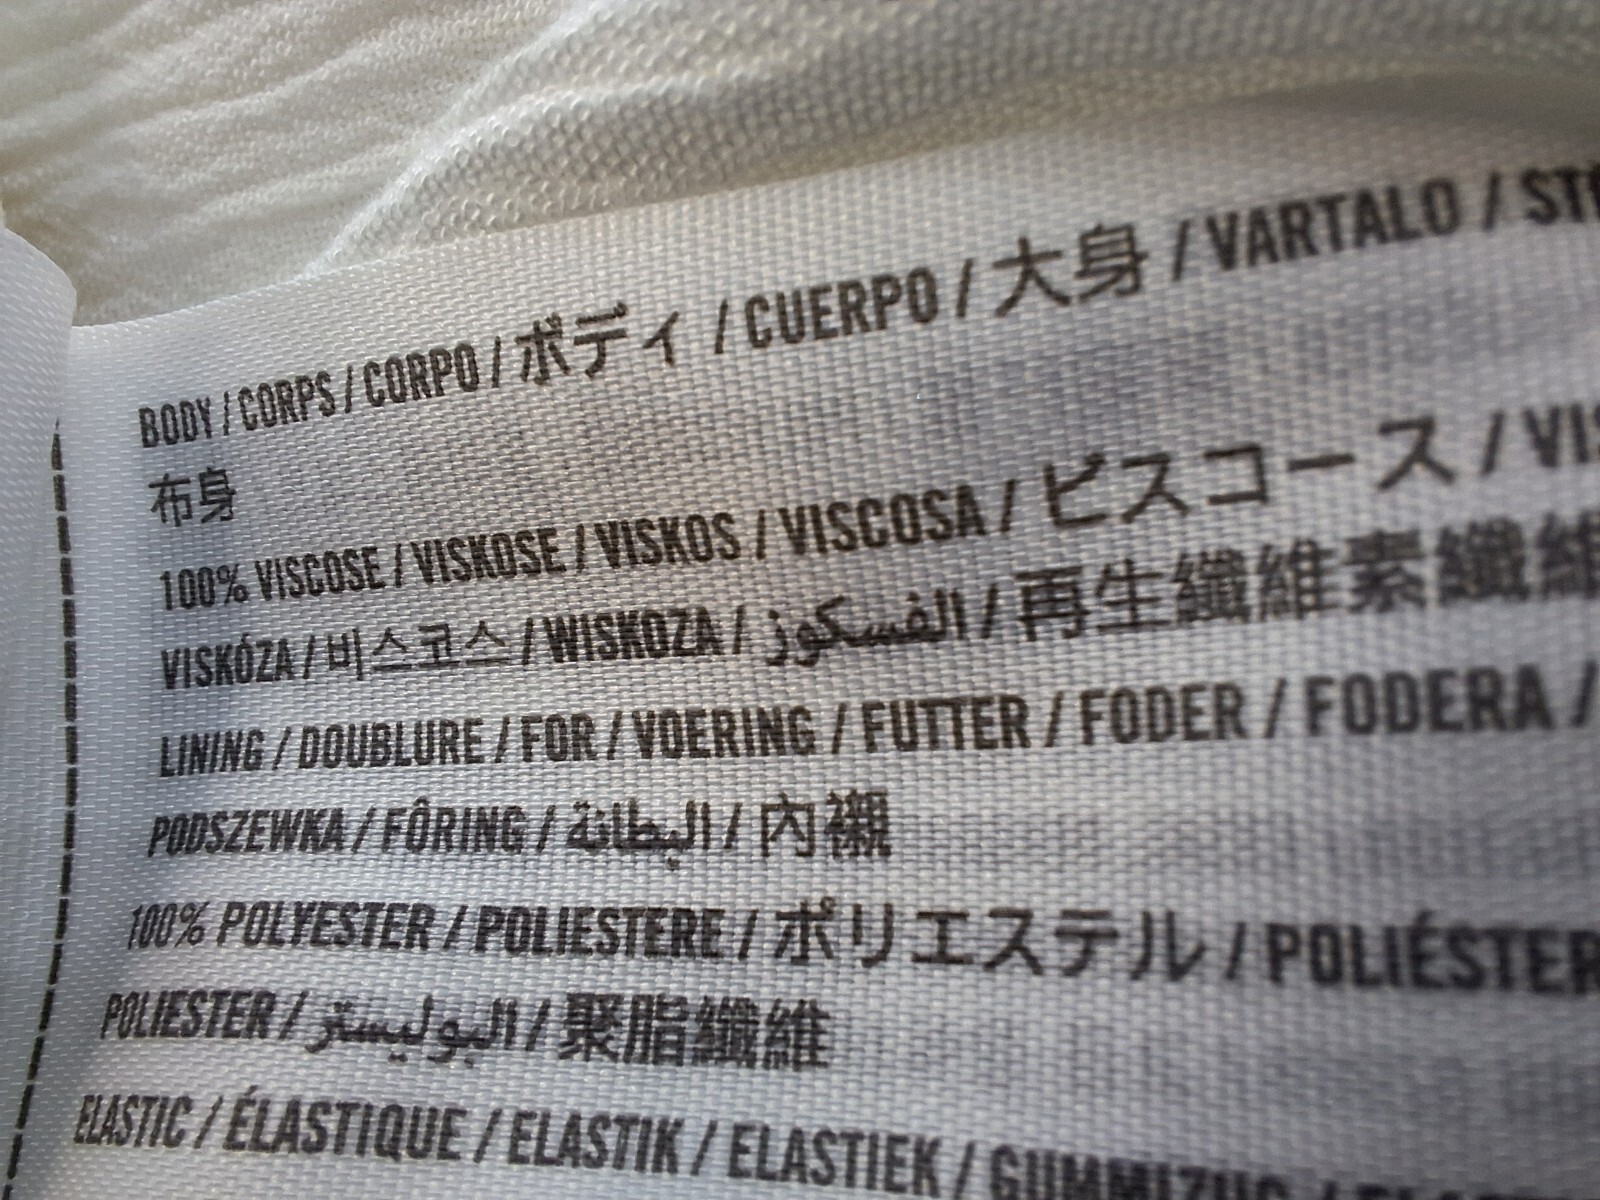 BODY / CORPS / CORPO / ボディ / CUERPO / 大身 / VARTALO /
布身
100% VISCOSE / VISKOSE / VISKOS / VISCOSA / ビスコース /
VISKÓZA / 비스코스 / WISKOZA / الفسكوز / 再生纖維素纖維
LINING / DOUBLURE / FOR / VOERING / FUTTER / FODER / FODERA /
PODSZEWKA / FÔRING / البطانة / 內襯
100% POLYESTER / POLIESTERE / ポリエステル / POLIÉSTER
POLIESTER / البوليستر / 聚脂纖維
ELASTIC / ÉLASTIQUE / ELASTIK / ELASTIEK / GUMMIZUG /